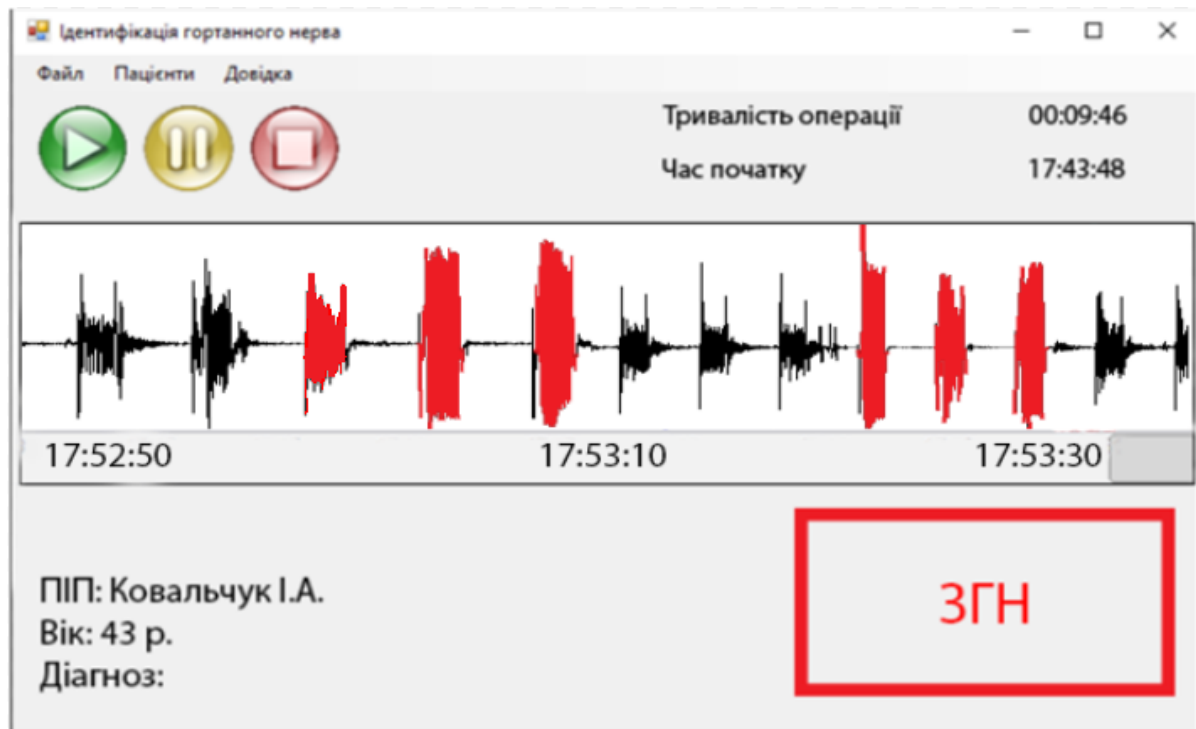 Ідентифікація гортанного нерва
Файл Пацієнти Довідка
Тривалість операції 00:09:46
Час початку 17:43:48
17:52:50 17:53:10 17:53:30
ПІП: Ковальчук І.А.
Вік: 43 р.
Діагноз:
ЗГН